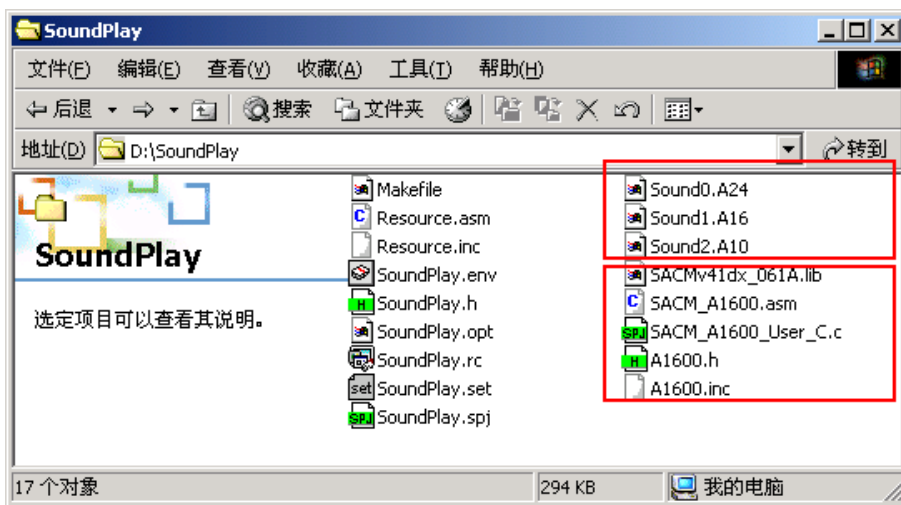 SoundPlay
文件(F) 编辑(E) 查看(V) 收藏(A) 工具(T) 帮助(H)
后退 搜索 文件夹
地址(D) D:\SoundPlay 转到
SoundPlay
选定项目可以查看其说明。
Makefile
Resource.asm
Resource.inc
SoundPlay.env
SoundPlay.h
SoundPlay.opt
SoundPlay.rc
SoundPlay.set
SoundPlay.spj
Sound0.A24
Sound1.A16
Sound2.A10
SACMv41dx_061A.lib
SACM_A1600.asm
SACM_A1600_User_C.c
A1600.h
A1600.inc
17 个对象 294 KB 我的电脑